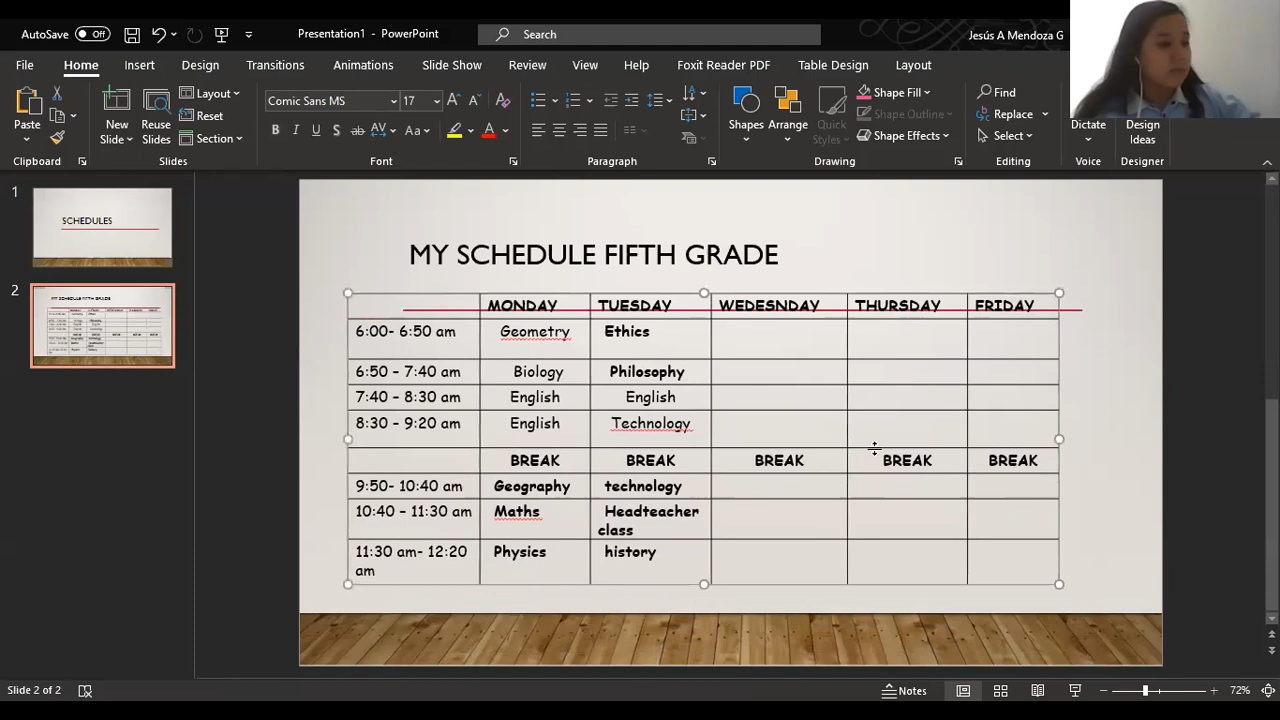 AutoSave Off Presentation1 - PowerPoint Search Jesús A Mendoza G
File Home Insert Design Transitions Animations Slide Show Review View Help Foxit Reader PDF Table Design Layout
Paste
Clipboard
New Slide
Reuse Slides
Layout
Reset
Section
Slides
Comic Sans MS 17
B I U S ab AV Aa A
Font
Paragraph
Shapes
Arrange
Quick Styles
Shape Fill
Shape Outline
Shape Effects
Drawing
Find
Replace
Select
Editing
Dictate
Voice
Design Ideas
Designer
1
SCHEDULES
2
MY SCHEDULE FIFTH GRADE
MONDAY TUESDAY WEDESNDAY THURSDAY FRIDAY
6:00- 6:50 am Geometry Ethics
6:50 – 7:40 am Biology Philosophy
7:40 – 8:30 am English English
8:30 – 9:20 am English Technology
BREAK BREAK BREAK BREAK BREAK
9:50- 10:40 am Geography technology
10:40 – 11:30 am Maths Headteacher
class
11:30 am- 12:20 Physics history
am
Slide 2 of 2 Notes 72%